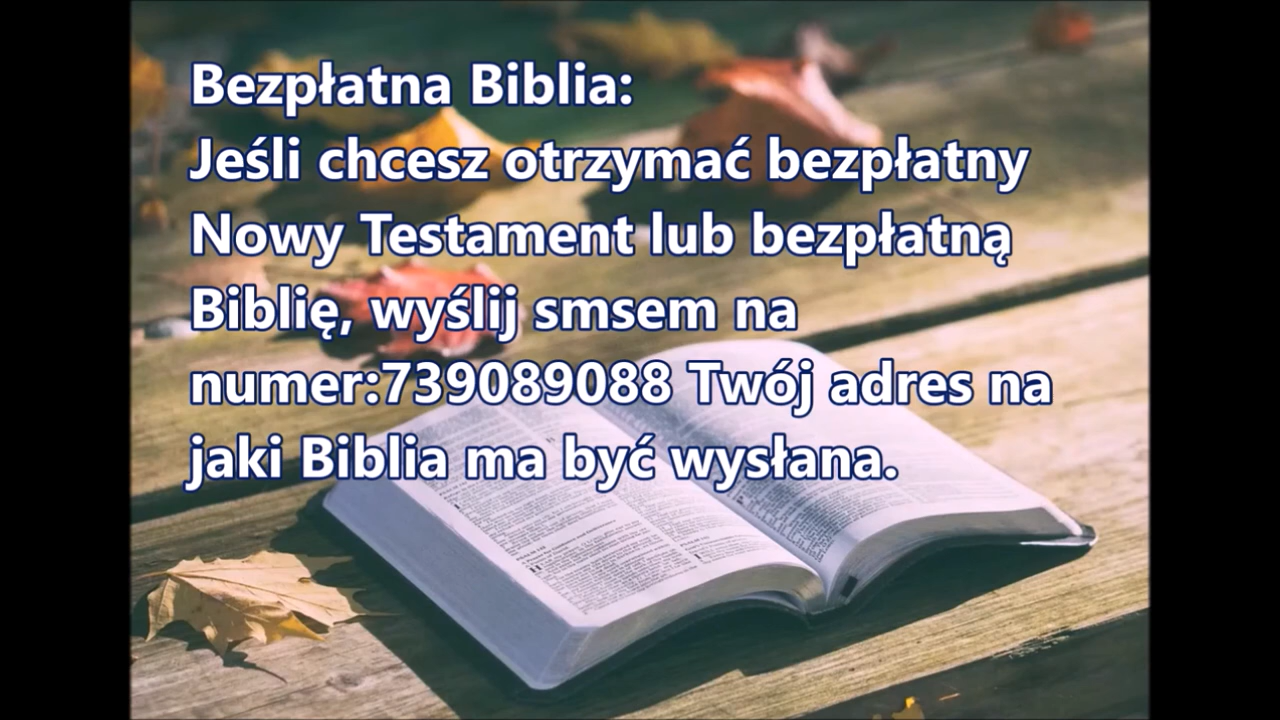 Bezpłatna Biblia:
Jeśli chcesz otrzymać bezpłatny
Nowy Testament lub bezpłatną
Biblię, wyślij smsem na
numer:739089088 Twój adres na
jaki Biblia ma być wysłana.